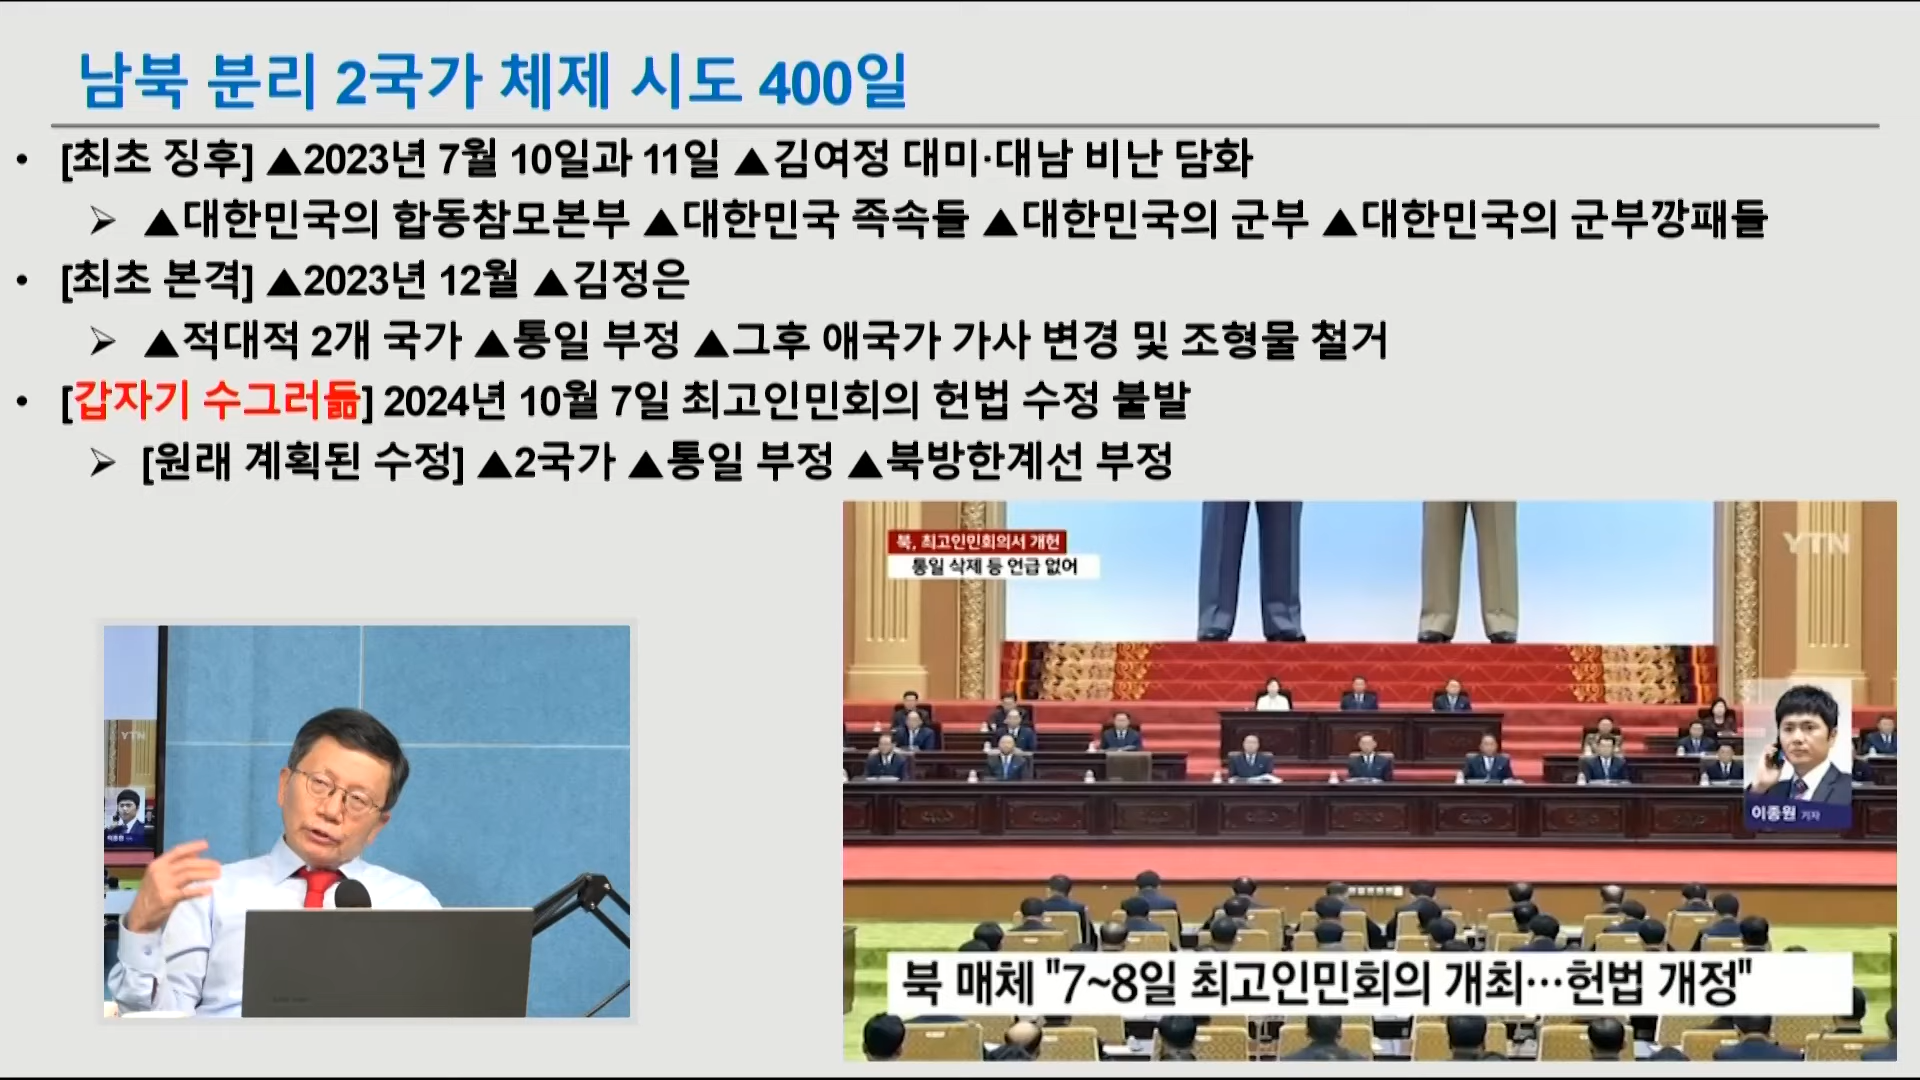 남북 분리 2국가 체제 시도 400일
• [최초 징후] ▲2023년 7월 10일과 11일 ▲김여정 대미·대남 비난 담화
➢ ▲대한민국의 합동참모본부 ▲대한민국 족속들 ▲대한민국의 군부 ▲대한민국의 군부깡패들
• [최초 본격] ▲2023년 12월 ▲김정은
➢ ▲적대적 2개 국가 ▲통일 부정 ▲그후 애국가 가사 변경 및 조형물 철거
• [갑자기 수그러듦] 2024년 10월 7일 최고인민회의 헌법 수정 불발
➢ [원래 계획된 수정] ▲2국가 ▲통일 부정 ▲북방한계선 부정
북, 최고인민회의서 개헌
통일 삭제 등 언급 없어
YTN
이종원 기자
북 매체 "7~8일 최고인민회의 개최…헌법 개정"
YTN
이종원